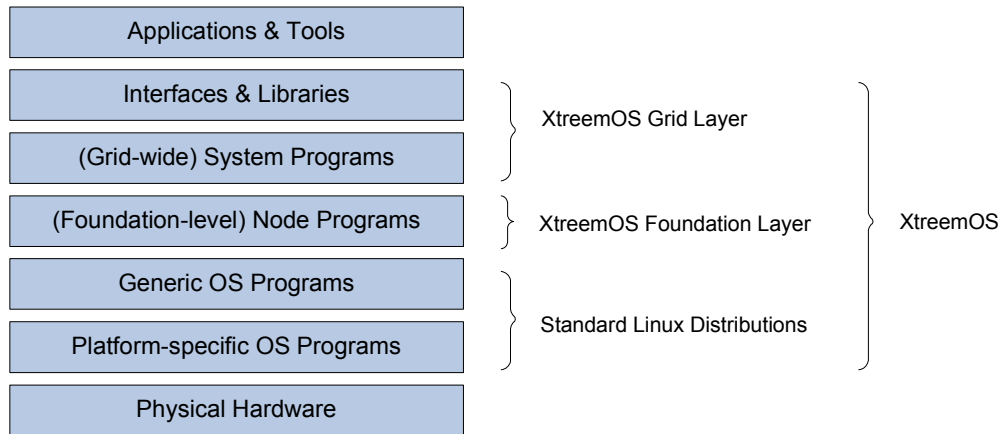 Applications & Tools
Interfaces & Libraries
(Grid-wide) System Programs
(Foundation-level) Node Programs
Generic OS Programs
Platform-specific OS Programs
Physical Hardware
XtreemOS Grid Layer
XtreemOS Foundation Layer
Standard Linux Distributions
XtreemOS